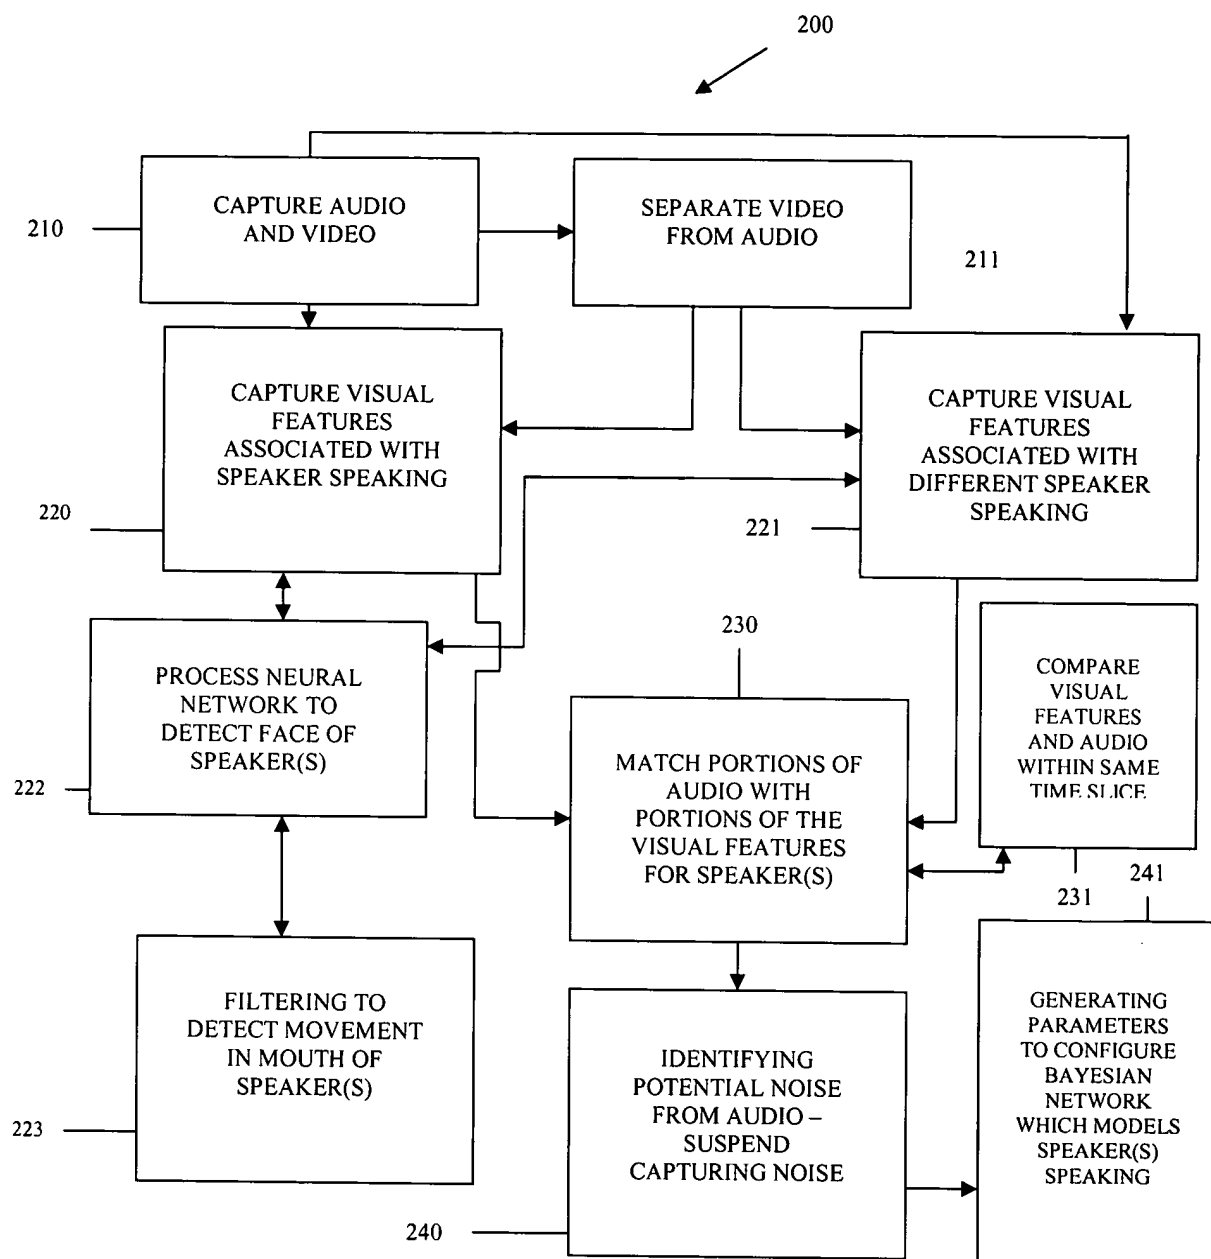 200
CAPTURE AUDIO
AND VIDEO
210
SEPARATE VIDEO
FROM AUDIO
211
CAPTURE VISUAL
FEATURES
ASSOCIATED WITH
SPEAKER SPEAKING
220
CAPTURE VISUAL
FEATURES
ASSOCIATED WITH
DIFFERENT SPEAKER
SPEAKING
221
PROCESS NEURAL
NETWORK TO
DETECT FACE OF
SPEAKER(S)
222
230
MATCH PORTIONS OF
AUDIO WITH
PORTIONS OF THE
VISUAL FEATURES
FOR SPEAKER(S)
COMPARE
VISUAL
FEATURES
AND AUDIO
WITHIN SAME
TIME SLICE
231
241
FILTERING TO
DETECT MOVEMENT
IN MOUTH OF
SPEAKER(S)
223
IDENTIFYING
POTENTIAL NOISE
FROM AUDIO –
SUSPEND
CAPTURING NOISE
240
GENERATING
PARAMETERS
TO CONFIGURE
BAYESIAN
NETWORK
WHICH MODELS
SPEAKER(S)
SPEAKING